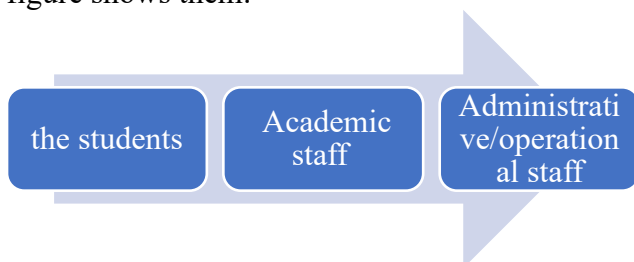 figure shows them:
the students
Academic
staff
Administrati
ve/operation
al staff